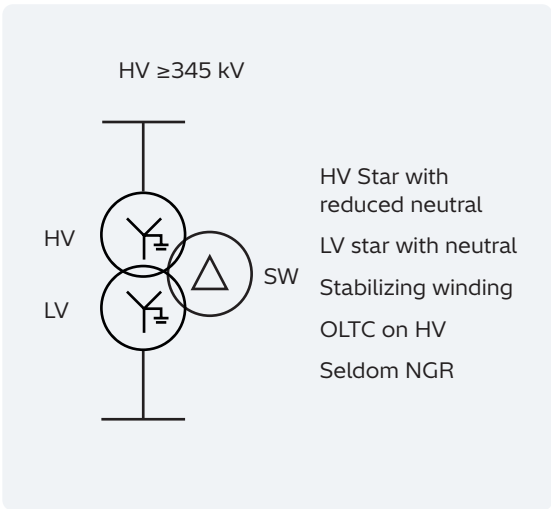 HV ≥345 kV
HV
LV
SW
HV Star with
reduced neutral
LV star with neutral
Stabilizing winding
OLTC on HV
Seldom NGR